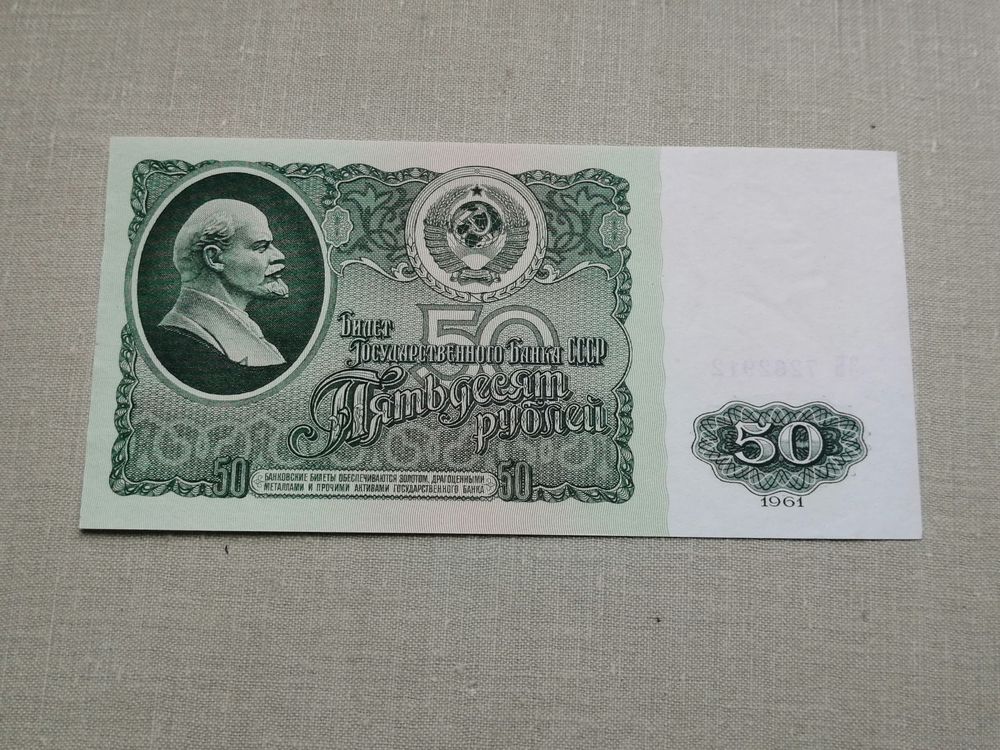 50
Билет
Государственного Банка СССР
Пятьдесят
рублей
50
БАНКОВСКИЕ БИЛЕТЫ ОБЕСПЕЧИВАЮТСЯ ЗОЛОТОМ, ДРАГОЦЕННЫМИ
МЕТАЛЛАМИ И ПРОЧИМИ АКТИВАМИ ГОСУДАРСТВЕННОГО БАНКА
50
50
1961